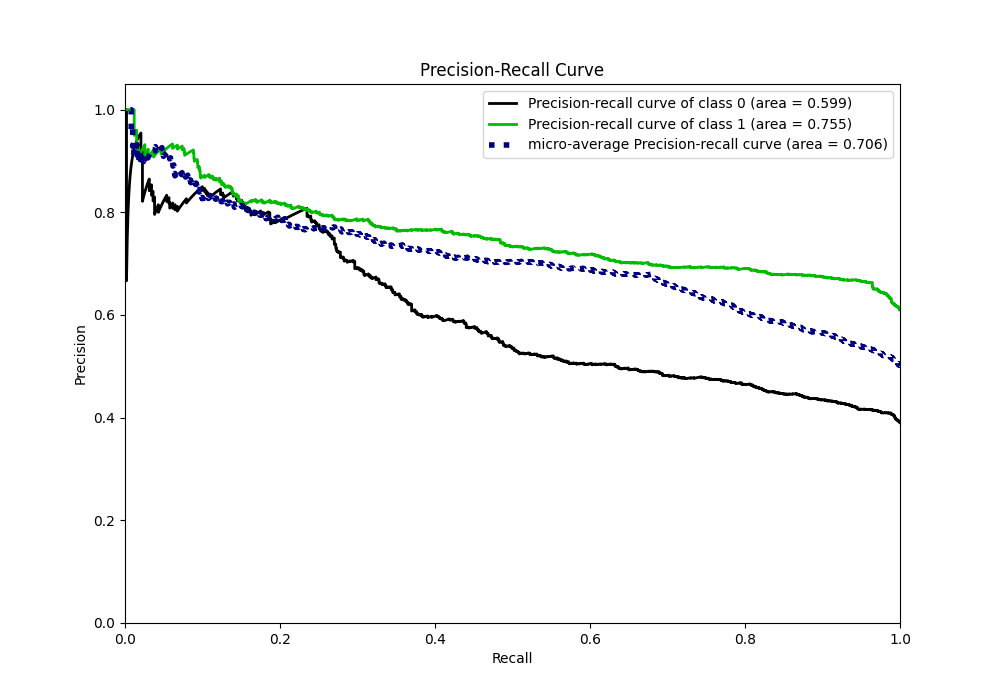 Precision-Recall Curve
Precision-recall curve of class 0 (area = 0.599)
Precision-recall curve of class 1 (area = 0.755)
micro-average Precision-recall curve (area = 0.706)
1.0
0.8
0.6
0.4
0.2
0.0
Precision
0.0 0.2 0.4 0.6 0.8 1.0
Recall